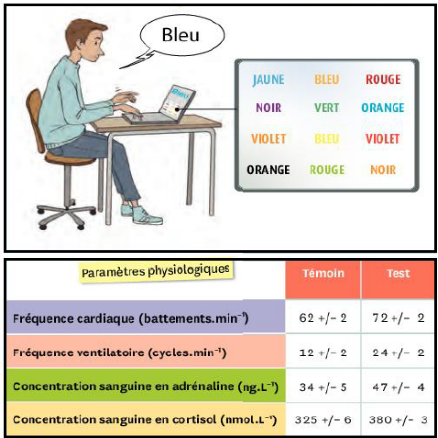 Bleu
JAUNE BLEU ROUGE
NOIR VERT ORANGE
VIOLET BLEU VIOLET
ORANGE ROUGE NOIR
Paramètres physiologiques Témoin Test
Fréquence cardiaque (battements.min⁻¹) 62 +/- 2 72 +/- 2
Fréquence ventilatoire (cycles.min⁻¹) 12 +/- 2 24 +/- 2
Concentration sanguine en adrénaline (ng.L⁻¹) 34 +/- 5 47 +/- 4
Concentration sanguine en cortisol (nmol.L⁻¹) 325 +/- 6 380 +/- 3